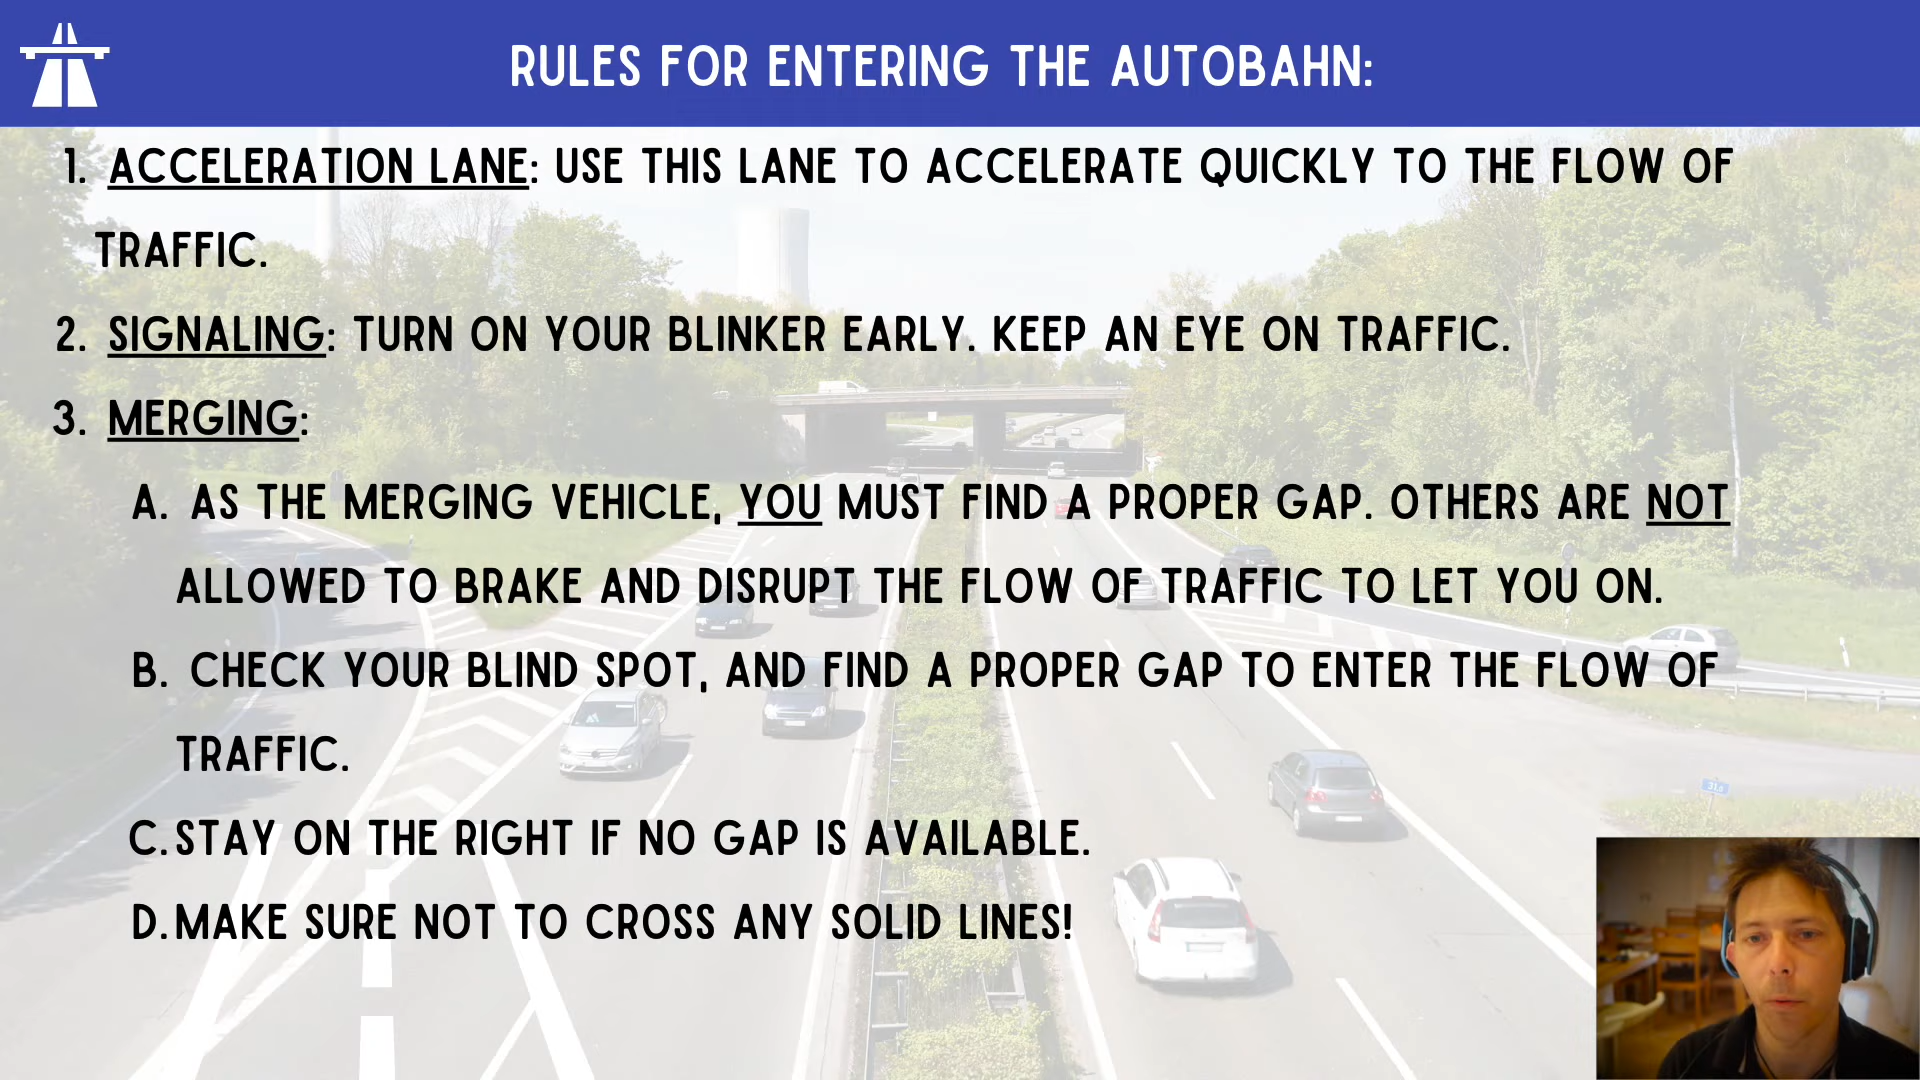 RULES FOR ENTERING THE AUTOBAHN:
1. ACCELERATION LANE: USE THIS LANE TO ACCELERATE QUICKLY TO THE FLOW OF
TRAFFIC.
2. SIGNALING: TURN ON YOUR BLINKER EARLY. KEEP AN EYE ON TRAFFIC.
3. MERGING:
A. AS THE MERGING VEHICLE, YOU MUST FIND A PROPER GAP. OTHERS ARE NOT
ALLOWED TO BRAKE AND DISRUPT THE FLOW OF TRAFFIC TO LET YOU ON.
B. CHECK YOUR BLIND SPOT, AND FIND A PROPER GAP TO ENTER THE FLOW OF
TRAFFIC.
C. STAY ON THE RIGHT IF NO GAP IS AVAILABLE.
D. MAKE SURE NOT TO CROSS ANY SOLID LINES!